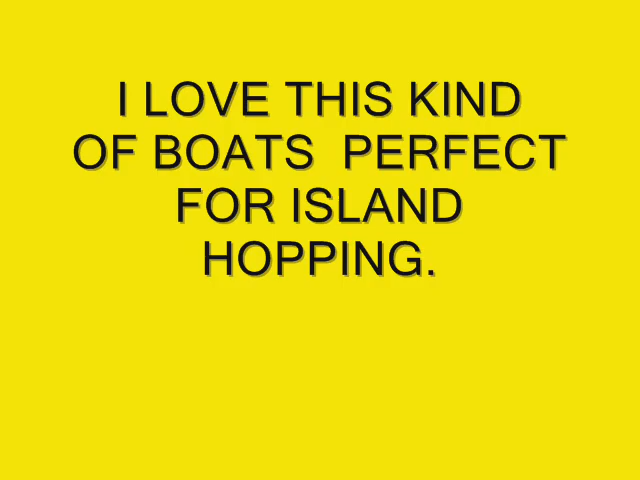 I LOVE THIS KIND
OF BOATS  PERFECT
FOR ISLAND
HOPPING.